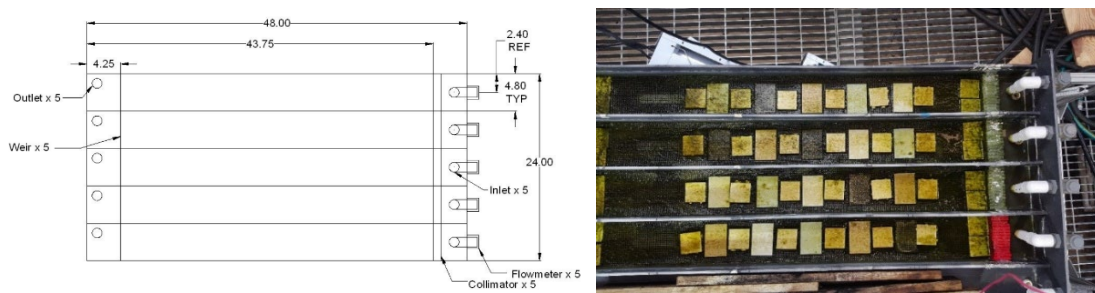 48.00
43.75
2.40
REF
4.25
4.80
TYP
Outlet x 5
Weir x 5
24.00
Inlet x 5
Flowmeter x 5
Collimator x 5